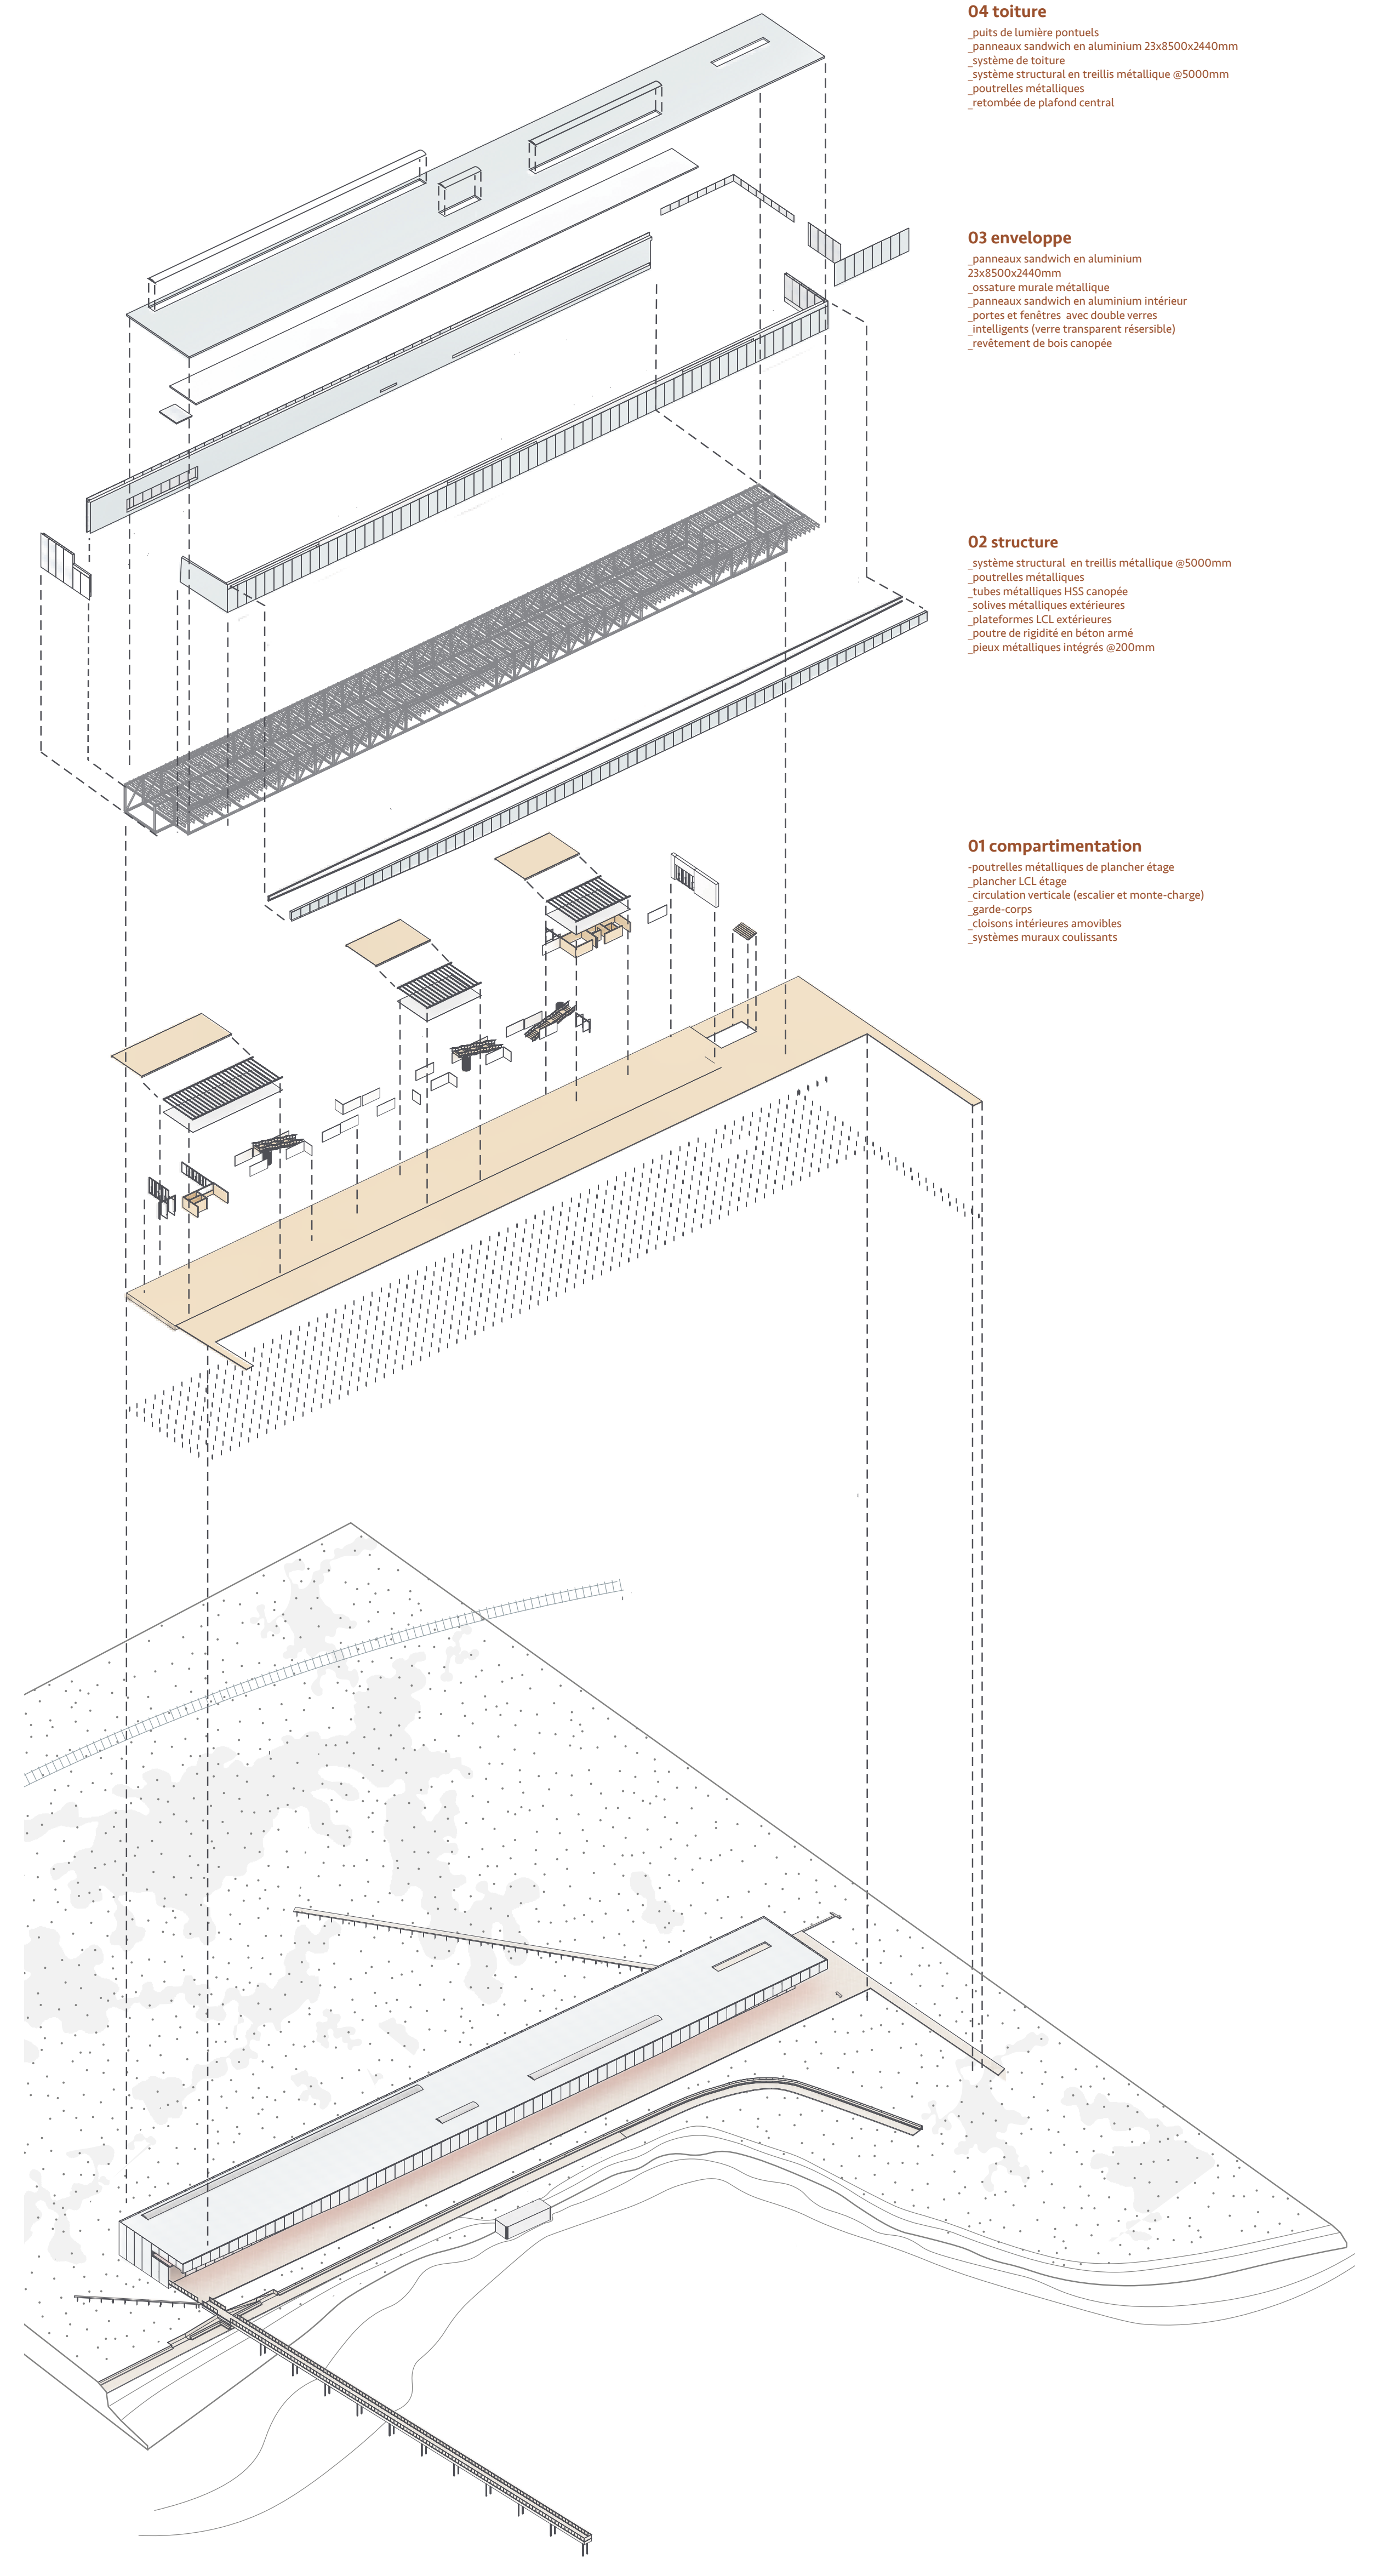 04 toiture
_puits de lumière pontuels
_panneaux sandwich en aluminium 23x8500x2440mm
_système de toiture
_système structural en treillis métallique @5000mm
_poutrelles métalliques
_retombée de plafond central
03 enveloppe
_panneaux sandwich en aluminium
23x8500x2440mm
_ossature murale métallique
_panneaux sandwich en aluminium intérieur
_portes et fenêtres  avec double verres
_intelligents (verre transparent résersible)
_revêtement de bois canopée
02 structure
_système structural  en treillis métallique @5000mm
_poutrelles métalliques
_tubes métalliques HSS canopée
_solives métalliques extérieures
_plateformes LCL extérieures
_poutre de rigidité en béton armé
_pieux métalliques intégrés @200mm
01 compartimentation
-poutrelles métalliques de plancher étage
_plancher LCL étage
_circulation verticale (escalier et monte-charge)
_garde-corps
_cloisons intérieures amovibles
_systèmes muraux coulissants